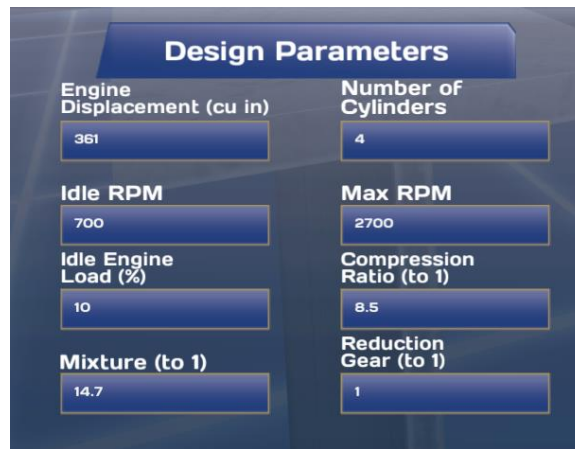 Design Parameters
Engine
Displacement (cu in)
361
Number of
Cylinders
4
Idle RPM
700
Max RPM
2700
Idle Engine
Load (%)
10
Compression
Ratio (to 1)
8.5
Mixture (to 1)
14.7
Reduction
Gear (to 1)
1